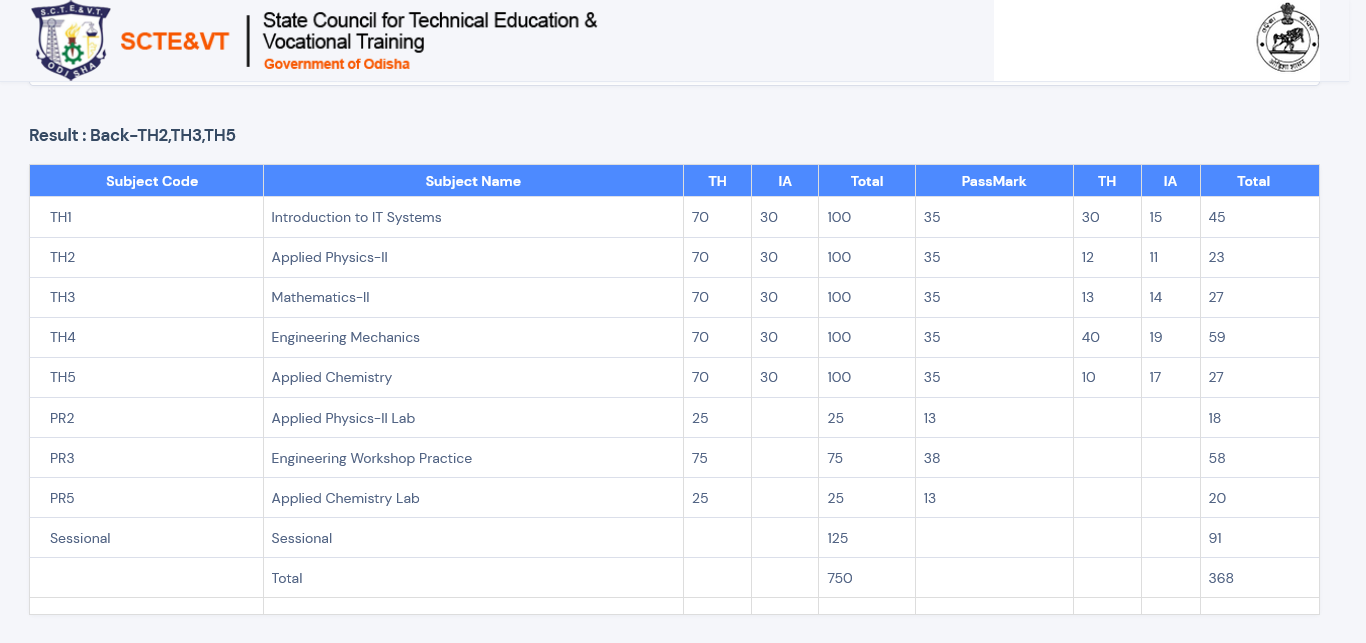 S.C.T.E.& V.T.
ODISHA
SCTE&VT
State Council for Technical Education &
Vocational Training
Government of Odisha
Result : Back-TH2,TH3,TH5
Subject Code Subject Name TH IA Total PassMark TH IA Total
TH1 Introduction to IT Systems 70 30 100 35 30 15 45
TH2 Applied Physics-II 70 30 100 35 12 11 23
TH3 Mathematics-II 70 30 100 35 13 14 27
TH4 Engineering Mechanics 70 30 100 35 40 19 59
TH5 Applied Chemistry 70 30 100 35 10 17 27
PR2 Applied Physics-II Lab 25 25 13 18
PR3 Engineering Workshop Practice 75 75 38 58
PR5 Applied Chemistry Lab 25 25 13 20
Sessional Sessional 125 91
Total 750 368